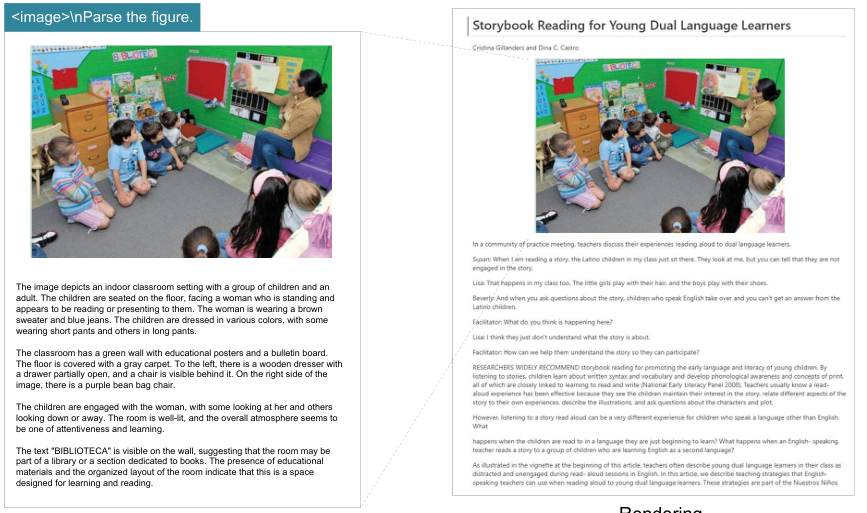 <image>\nParse the figure.
BIBLIOTECA
The image depicts an indoor classroom setting with a group of children and an
adult. The children are seated on the floor, facing a woman who is standing and
appears to be reading or presenting to them. The woman is wearing a brown
sweater and blue jeans. The children are dressed in various colors, with some
wearing short pants and others in long pants.
The classroom has a green wall with educational posters and a bulletin board.
The floor is covered with a gray carpet. To the left, there is a wooden dresser with
a drawer partially open, and a chair is visible behind it. On the right side of the
image, there is a purple bean bag chair.
The children are engaged with the woman, with some looking at her and others
looking down or away. The room is well-lit, and the overall atmosphere seems to
be one of attentiveness and learning.
The text "BIBLIOTECA" is visible on the wall, suggesting that the room may be
part of a library or a section dedicated to books. The presence of educational
materials and the organized layout of the room indicate that this is a space
designed for learning and reading.
Storybook Reading for Young Dual Language Learners
Cristina Gillanders and Dina C. Castro
BIBLIOTECA
In a community of practice meeting, teachers discuss their experiences reading aloud to dual language learners.
Susan: When I am reading a story, the Latino children in my class just sit there. They look at me, but you can tell that they are not
engaged in the story.
Lisa: That happens in my class too. The little girls play with their hair, and the boys play with their shoes.
Beverly: And when you ask questions about the story, children who speak English take over and you can't get an answer from the
Latino children.
Facilitator: What do you think is happening here?
Lisa: I think they just don't understand what the story is about.
Facilitator: How can we help them understand the story so they can participate?
RESEARCHERS WIDELY RECOMMEND storybook reading for promoting the early language and literacy of young children. By
listening to stories, children learn about written syntax and vocabulary and develop phonological awareness and concepts of print,
all of which are closely linked to learning to read and write (National Early Literacy Panel 2008). Teachers usually know a read-
aloud experience has been effective because they see the children maintain their interest in the story, relate different aspects of the
story to their own experiences, describe the illustrations, and ask questions about the characters and plot.
However, listening to a story read aloud can be a very different experience for children who speak a language other than English.
What
happens when the children are read to in a language they are just beginning to learn? What happens when an English- speaking
teacher reads a story to a group of children who are learning English as a second language?
As illustrated in the vignette at the beginning of this article, teachers often describe young dual language learners in their class as
distracted and unengaged during read- aloud sessions in English. In this article, we describe teaching strategies that English-
speaking teachers can use when reading aloud to young dual language learners. These strategies are part of the Nuestros Niños
Rendering